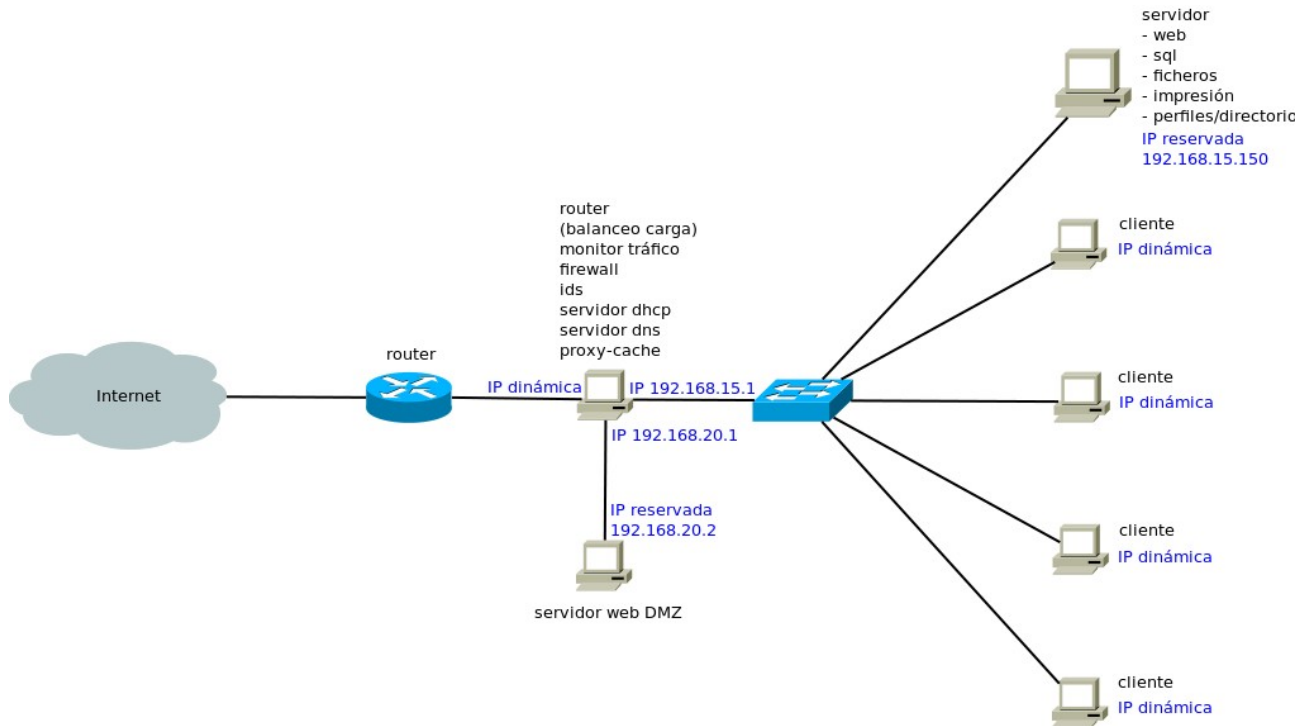 servidor
- web
- sql
- ficheros
- impresión
- perfiles/directorio
IP reservada
192.168.15.150
cliente
IP dinámica
router
(balanceo carga)
monitor tráfico
firewall
ids
servidor dhcp
servidor dns
proxy-cache
router
Internet
IP dinámica
IP 192.168.15.1
IP 192.168.20.1
cliente
IP dinámica
IP reservada
192.168.20.2
servidor web DMZ
cliente
IP dinámica
cliente
IP dinámica